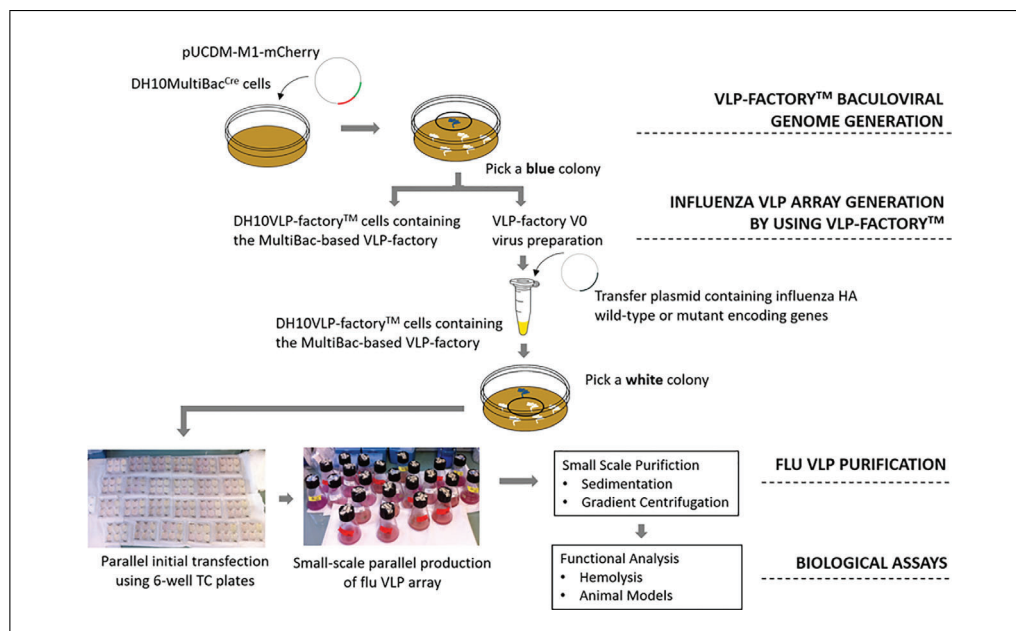 pUCDM-M1-mCherry
DH10MultiBacCre cells
VLP-FACTORYTM BACULOVIRAL
GENOME GENERATION
Pick a blue colony
DH10VLP-factoryTM cells containing
the MultiBac-based VLP-factory
VLP-factory V0
virus preparation
INFLUENZA VLP ARRAY GENERATION
BY USING VLP-FACTORYTM
Transfer plasmid containing influenza HA
wild-type or mutant encoding genes
DH10VLP-factoryTM cells containing
the MultiBac-based VLP-factory
Pick a white colony
Parallel initial transfection
using 6-well TC plates
Small-scale parallel production
of flu VLP array
Small Scale Purifiction
• Sedimentation
• Gradient Centrifugation
FLU VLP PURIFICATION
Functional Analysis
• Hemolysis
• Animal Models
BIOLOGICAL ASSAYS